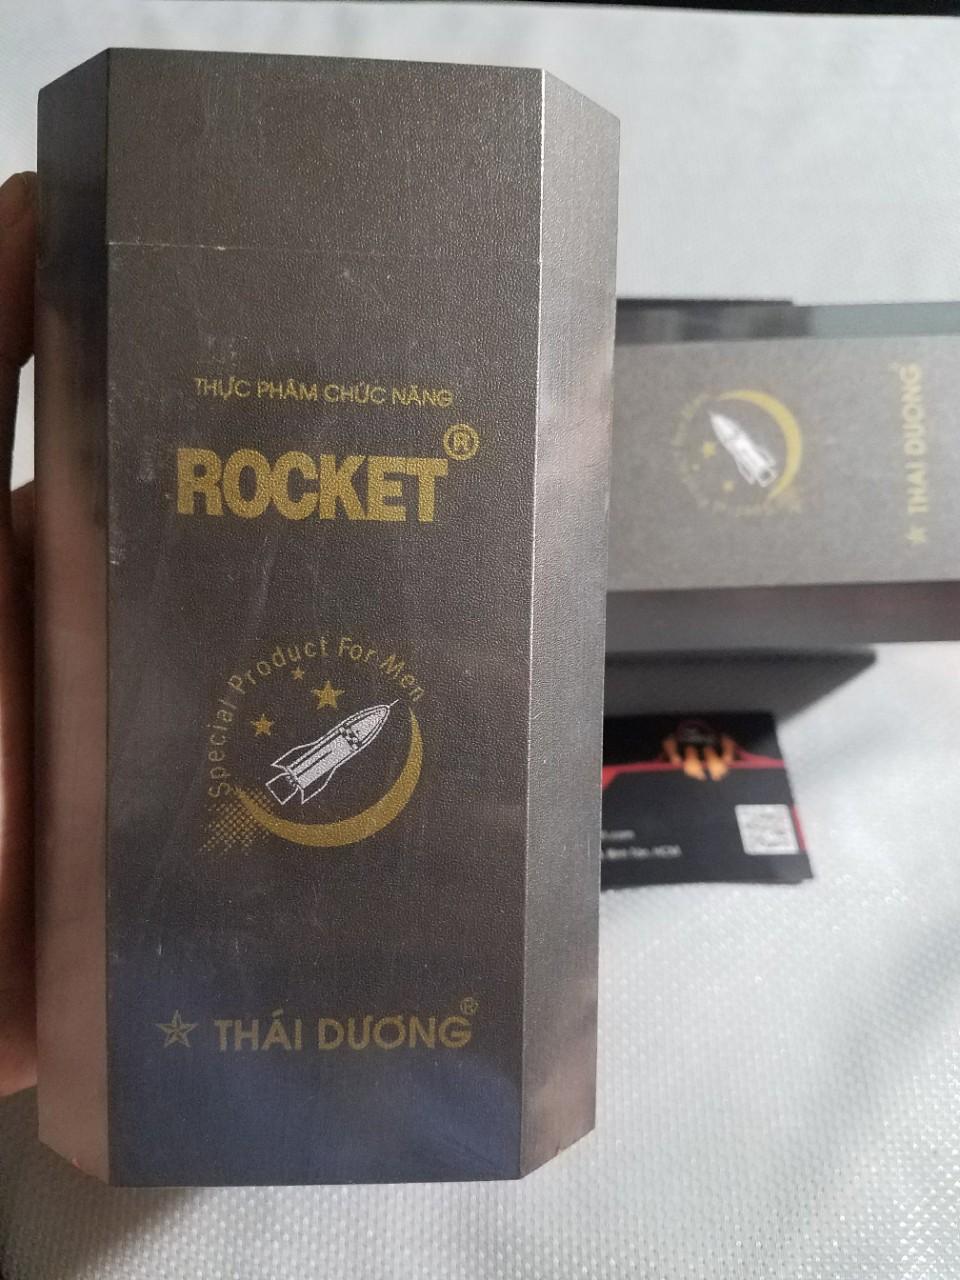 THỰC PHẨM CHỨC NĂNG
ROCKET®
Special Product For Men
THÁI DƯƠNG®
THÁI DƯƠNG